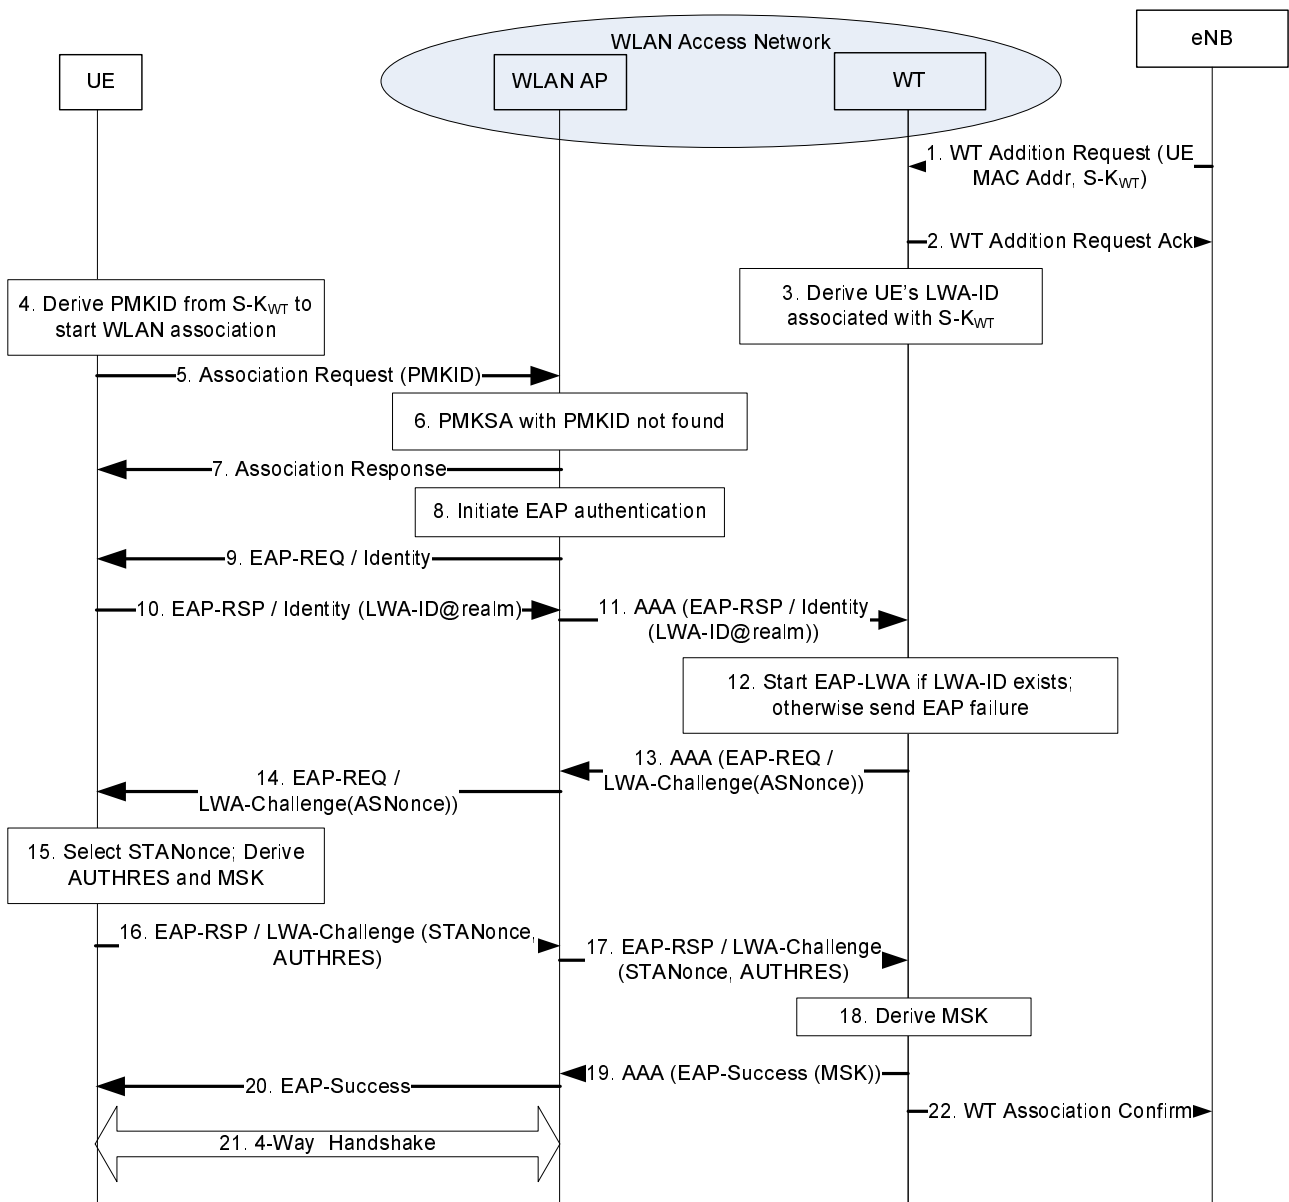 WLAN Access Network
eNB
UE
WLAN AP
WT
1. WT Addition Request (UE
MAC Addr, S-KWT)
2. WT Addition Request Ack
3. Derive UE's LWA-ID
associated with S-KWT
4. Derive PMKID from S-KWT to
start WLAN association
5. Association Request (PMKID)
6. PMKSA with PMKID not found
7. Association Response
8. Initiate EAP authentication
9. EAP-REQ / Identity
10. EAP-RSP / Identity (LWA-ID@realm)
11. AAA (EAP-RSP / Identity
(LWA-ID@realm))
12. Start EAP-LWA if LWA-ID exists;
otherwise send EAP failure
13. AAA (EAP-REQ /
LWA-Challenge(ASNonce))
14. EAP-REQ /
LWA-Challenge(ASNonce))
15. Select STANonce; Derive
AUTHRES and MSK
16. EAP-RSP / LWA-Challenge (STANonce,
AUTHRES)
17. EAP-RSP / LWA-Challenge
(STANonce, AUTHRES)
18. Derive MSK
19. AAA (EAP-Success (MSK))
20. EAP-Success
22. WT Association Confirm
21. 4-Way Handshake